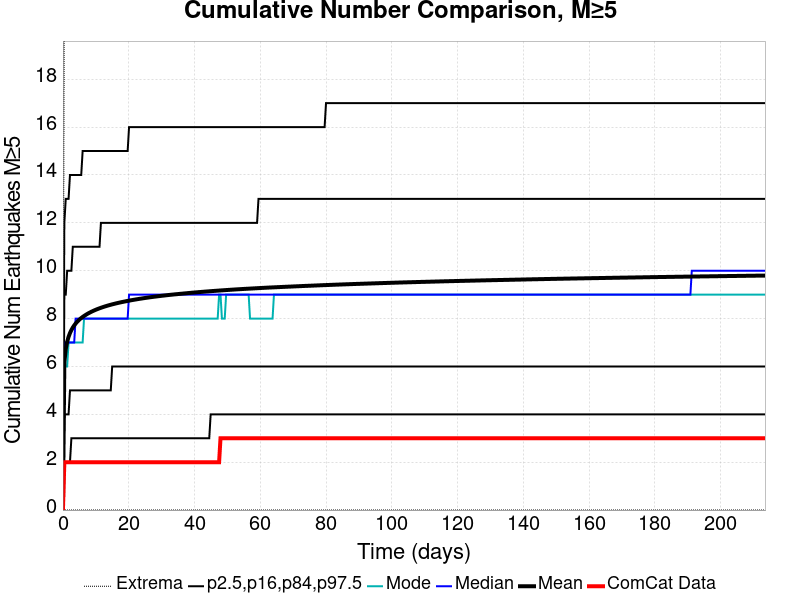 Cumulative Number Comparison, M≥5
Cumulative Num Earthquakes M≥5
18
16
14
12
10
8
6
4
2
0
0 20 40 60 80 100 120 140 160 180 200
Time (days)
Extrema p2.5,p16,p84,p97.5 Mode Median Mean ComCat Data